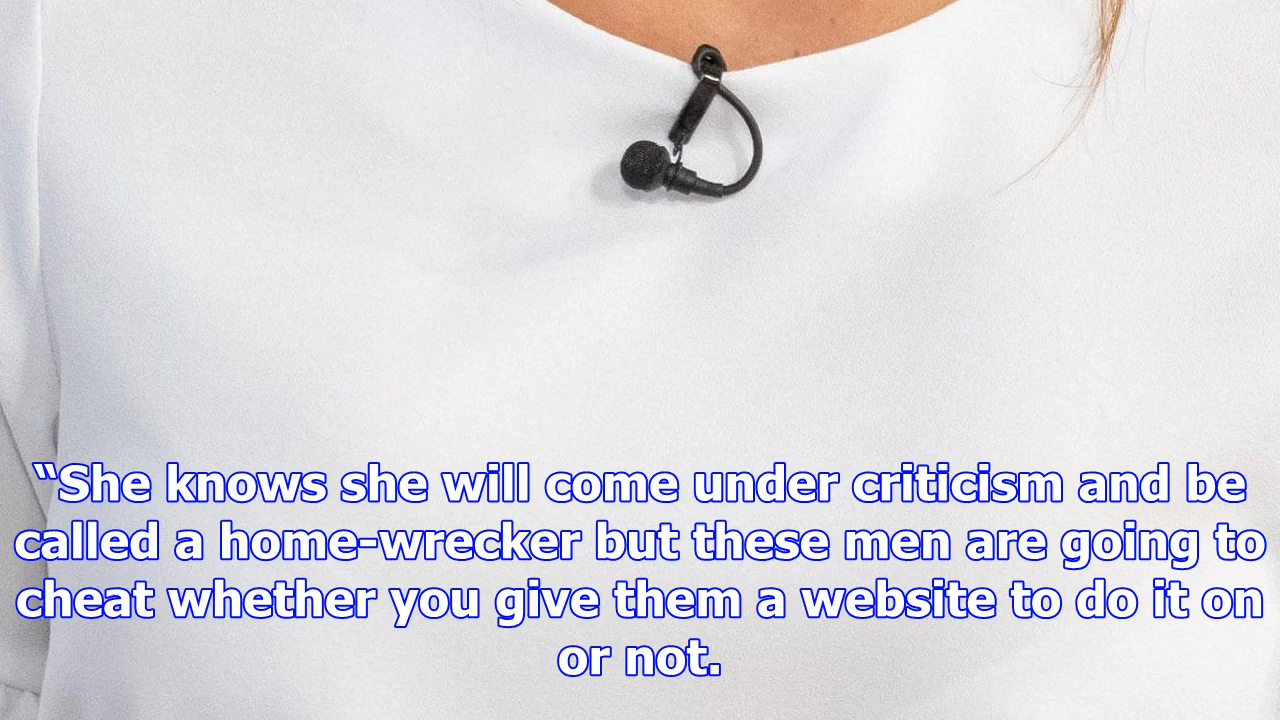 “She knows she will come under criticism and be
called a home-wrecker but these men are going to
cheat whether you give them a website to do it on
or not.